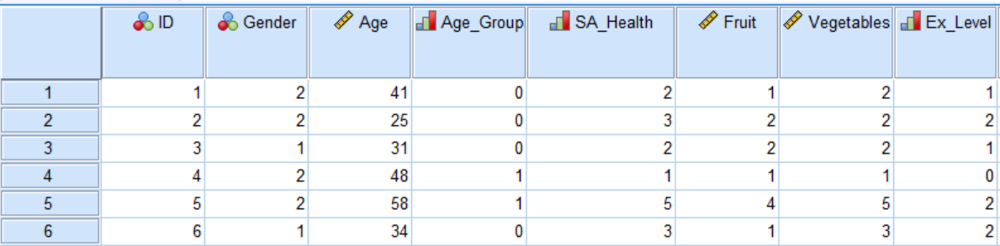 ID Gender Age Age_Group SA_Health Fruit Vegetables Ex_Level
1 1 2 41 0 2 1 2 1
2 2 2 25 0 3 2 2 2
3 3 1 31 0 2 2 2 1
4 4 2 48 1 1 1 1 0
5 5 2 58 1 5 4 5 2
6 6 1 34 0 3 1 3 2